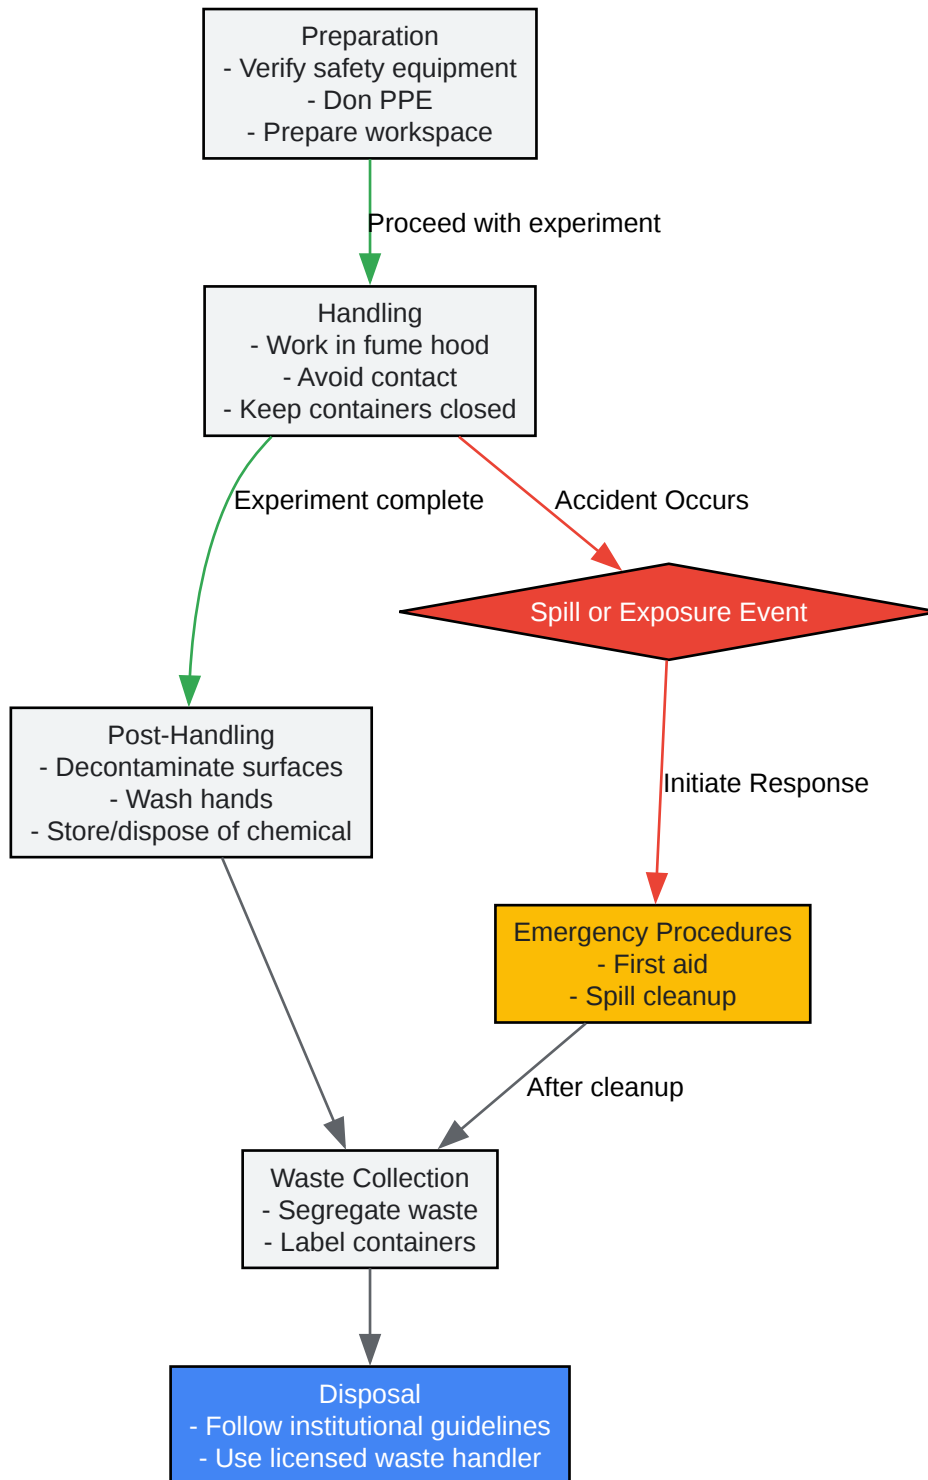 Preparation
- Verify safety equipment
- Don PPE
- Prepare workspace
Proceed with experiment
Handling
- Work in fume hood
- Avoid contact
- Keep containers closed
Experiment complete
Accident Occurs
Spill or Exposure Event
Post-Handling
- Decontaminate surfaces
- Wash hands
- Store/dispose of chemical
Initiate Response
Emergency Procedures
- First aid
- Spill cleanup
After cleanup
Waste Collection
- Segregate waste
- Label containers
Disposal
- Follow institutional guidelines
- Use licensed waste handler